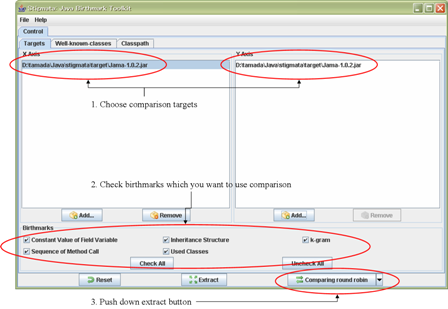 Stigmata: Java Birthmark Toolkit
File Help
Control
Targets Well-known-classes Classpath
X Axis Y Axis
D:\tamada\Java\stigmata\target\Jama-1.0.2.jar D:\tamada\Java\stigmata\target\Jama-1.0.2.jar
1. Choose comparison targets
2. Check birthmarks which you want to use comparison
Add... Remove Add... Remove
Birthmarks
Constant Value of Field Variable Inheritance Structure k-gram
Sequence of Method Call Used Classes
Check All Uncheck All
Reset Extract Comparing round robin
3. Push down extract button